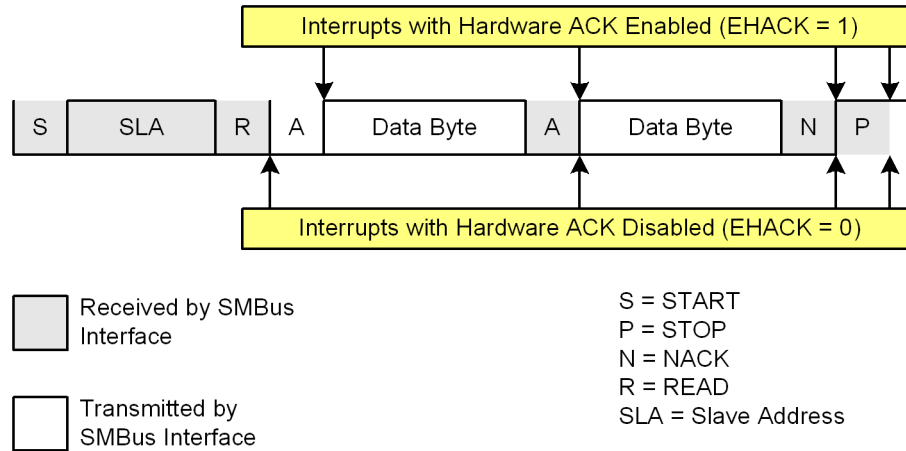 Interrupts with Hardware ACK Enabled (EHACK = 1)
S SLA R A Data Byte A Data Byte N P
Interrupts with Hardware ACK Disabled (EHACK = 0)
Received by SMBus
Interface
Transmitted by
SMBus Interface
S = START
P = STOP
N = NACK
R = READ
SLA = Slave Address